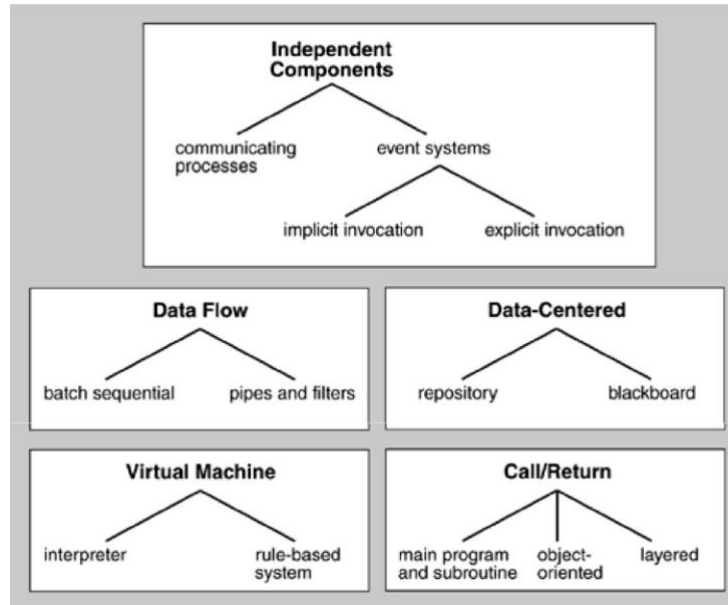 Independent
Components
communicating
processes
event systems
implicit invocation
explicit invocation
Data Flow
batch sequential
pipes and filters
Data-Centered
repository
blackboard
Virtual Machine
interpreter
rule-based
system
Call/Return
main program
and subroutine
object-
oriented
layered